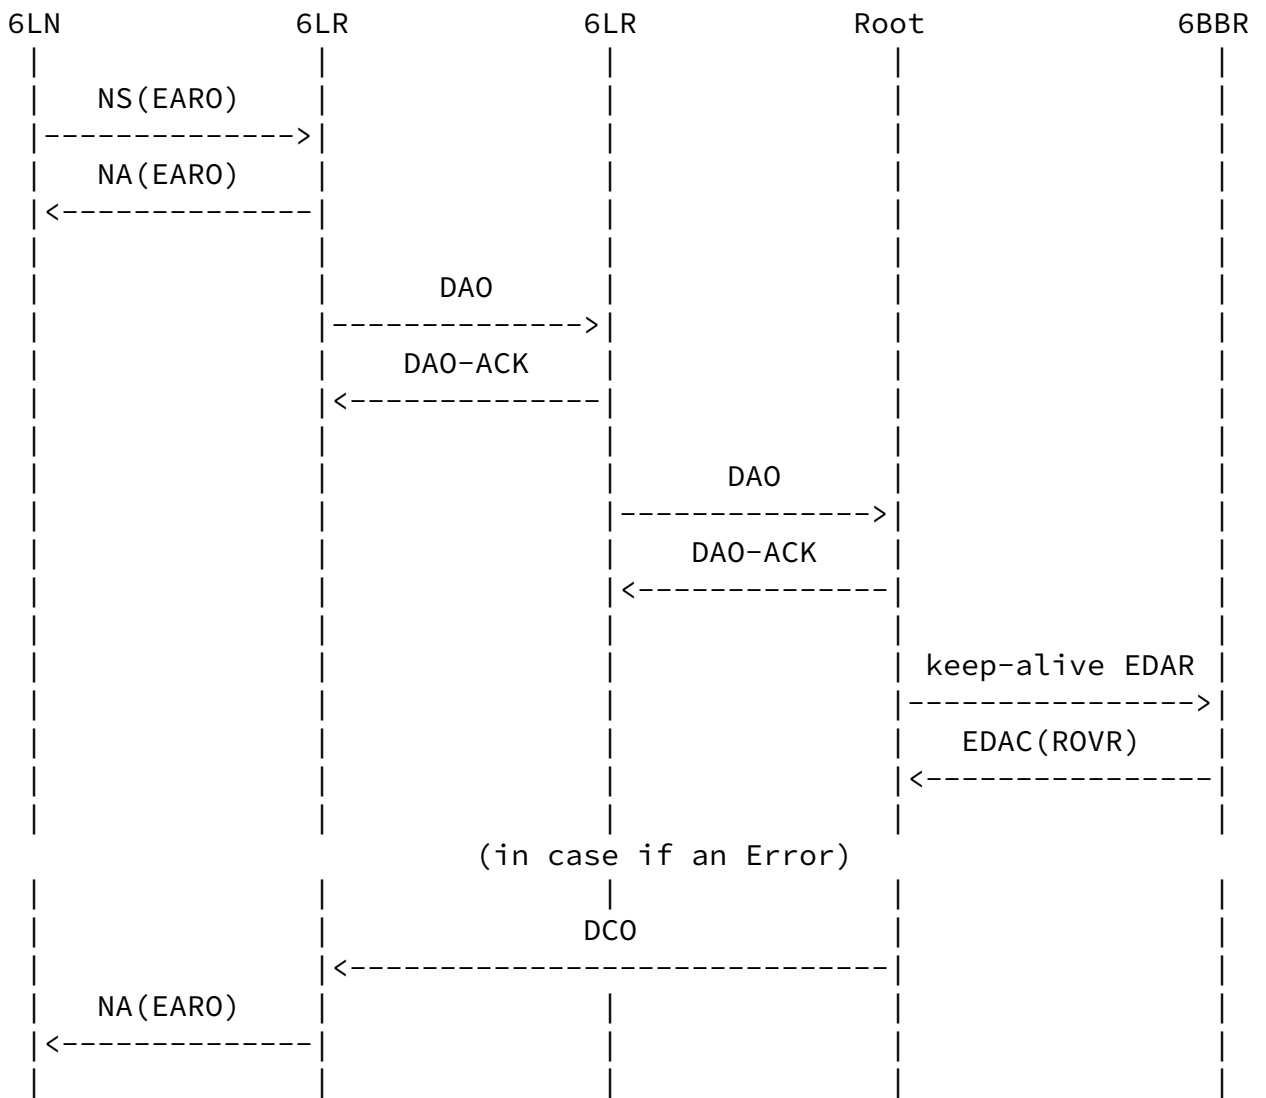 6LN 6LR 6LR Root 6BBR
NS(EARO)
NA(EARO)
DAO
DAO-ACK
DAO
DAO-ACK
keep-alive EDAR
EDAC(ROVR)
(in case if an Error)
DCO
NA(EARO)